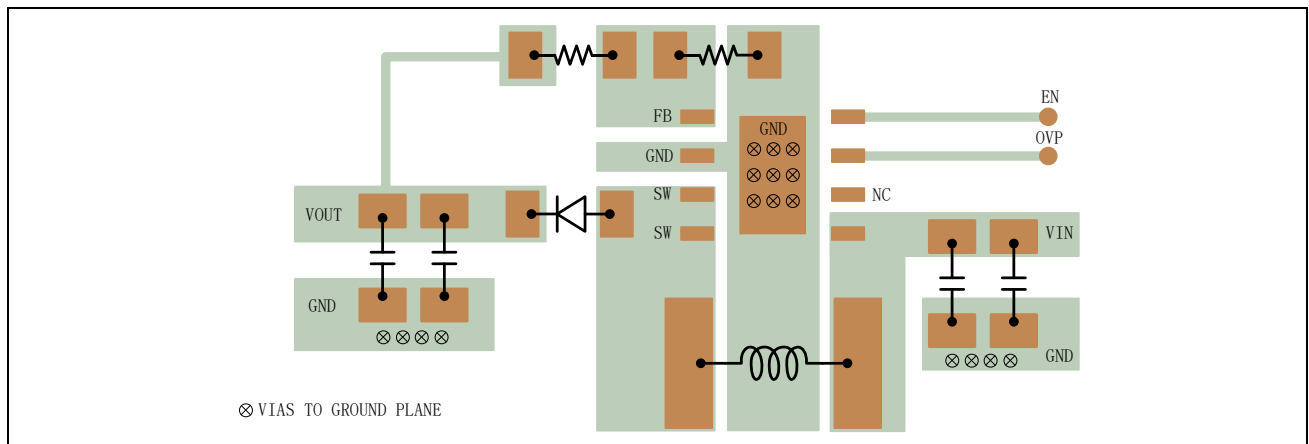 EN
FB
GND
OVP
GND
SW
NC
VOUT
SW
VIN
GND
GND
VIAS TO GROUND PLANE